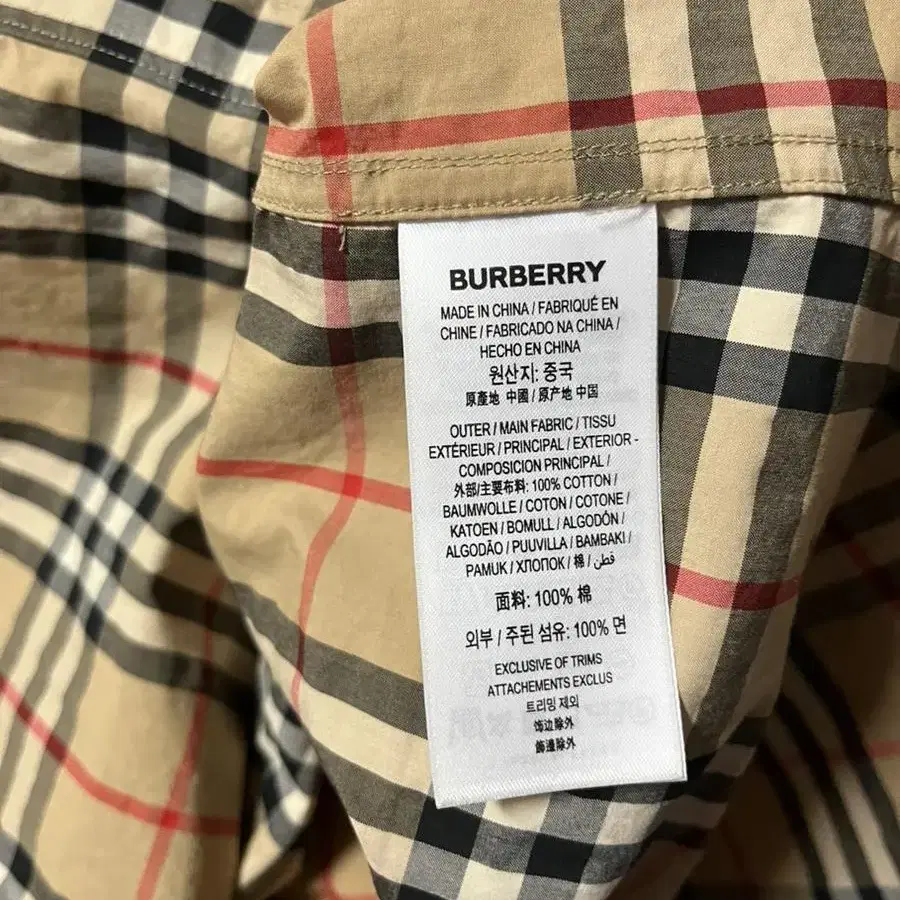 BURBERRY
MADE IN CHINA / FABRIQUÉ EN
CHINE / FABRICADO NA CHINA /
HECHO EN CHINA
원산지: 중국
原產地 中國 / 原产地 中国
OUTER / MAIN FABRIC / TISSU
EXTÉRIEUR / PRINCIPAL / EXTERIOR -
COMPOSICION PRINCIPAL /
外部/主要布料: 100% COTTON /
BAUMWOLLE / COTON / COTONE /
KATOEN / BOMULL / ALGODÓN /
ALGODÃO / PUUVILLA / BAMBAKI /
PAMUK / ХЛОПОК / 棉 / قطن
面料: 100% 棉
외부 / 주된 섬유: 100% 면
EXCLUSIVE OF TRIMS
ATTACHEMENTS EXCLUS
트리밍 제외
饰边除外
飾邊除外